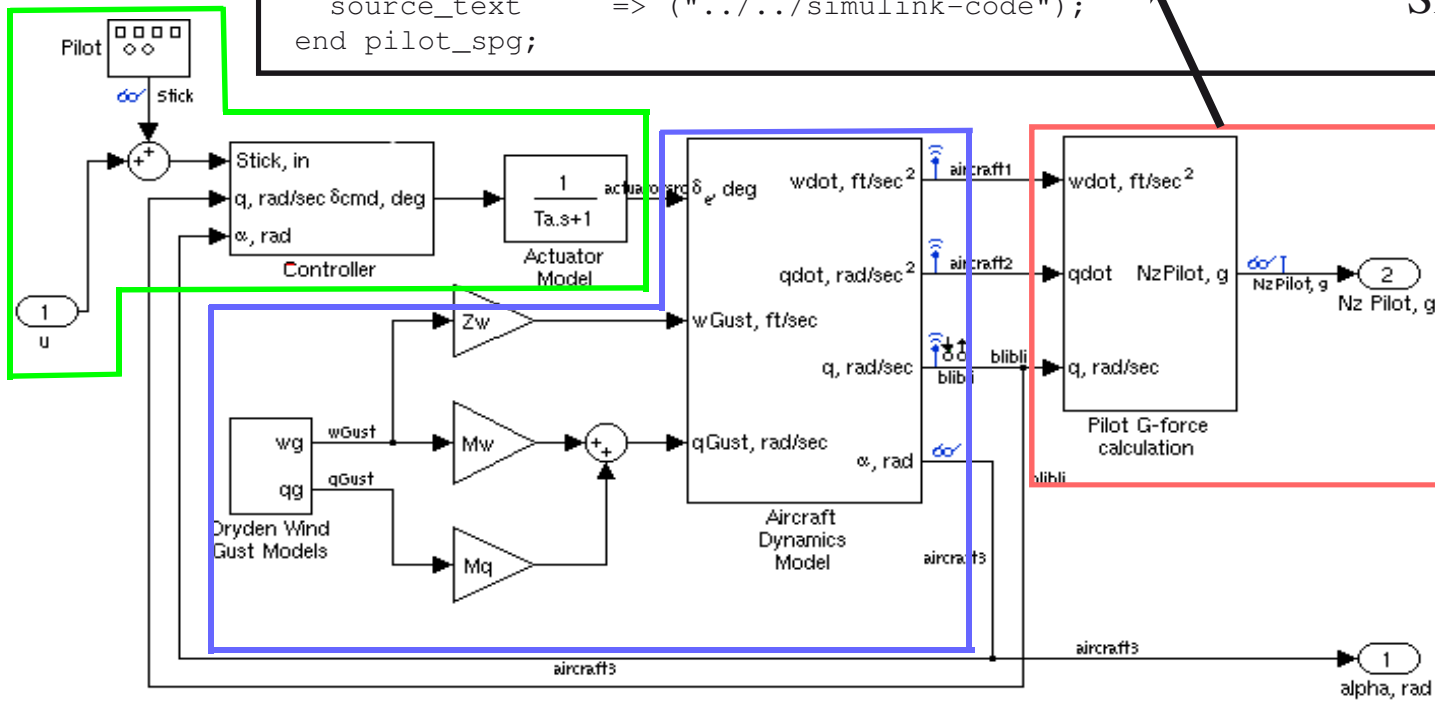 source_text => ("../../simulink-code");
end pilot_spg;
Pilot
Stick
Stick, in
q, rad/sec δcmd, deg
α, rad
Controller
1
Ta.s+1
Actuator
Model
δe, deg
wGust, ft/sec
qGust, rad/sec
wdot, ft/sec²
qdot, rad/sec²
q, rad/sec
α, rad
Aircraft
Dynamics
Model
aircraft1
aircraft2
blibli
blibli
aircraft3
wdot, ft/sec²
qdot
q, rad/sec
NzPilot, g
Pilot G-force
calculation
blibli
NzPilot, g
2
Nz Pilot, g
1
u
Zw
Mw
Mq
wg
qg
wGust
qGust
Dryden Wind
Gust Models
aircraft3
aircraft3
1
alpha, rad